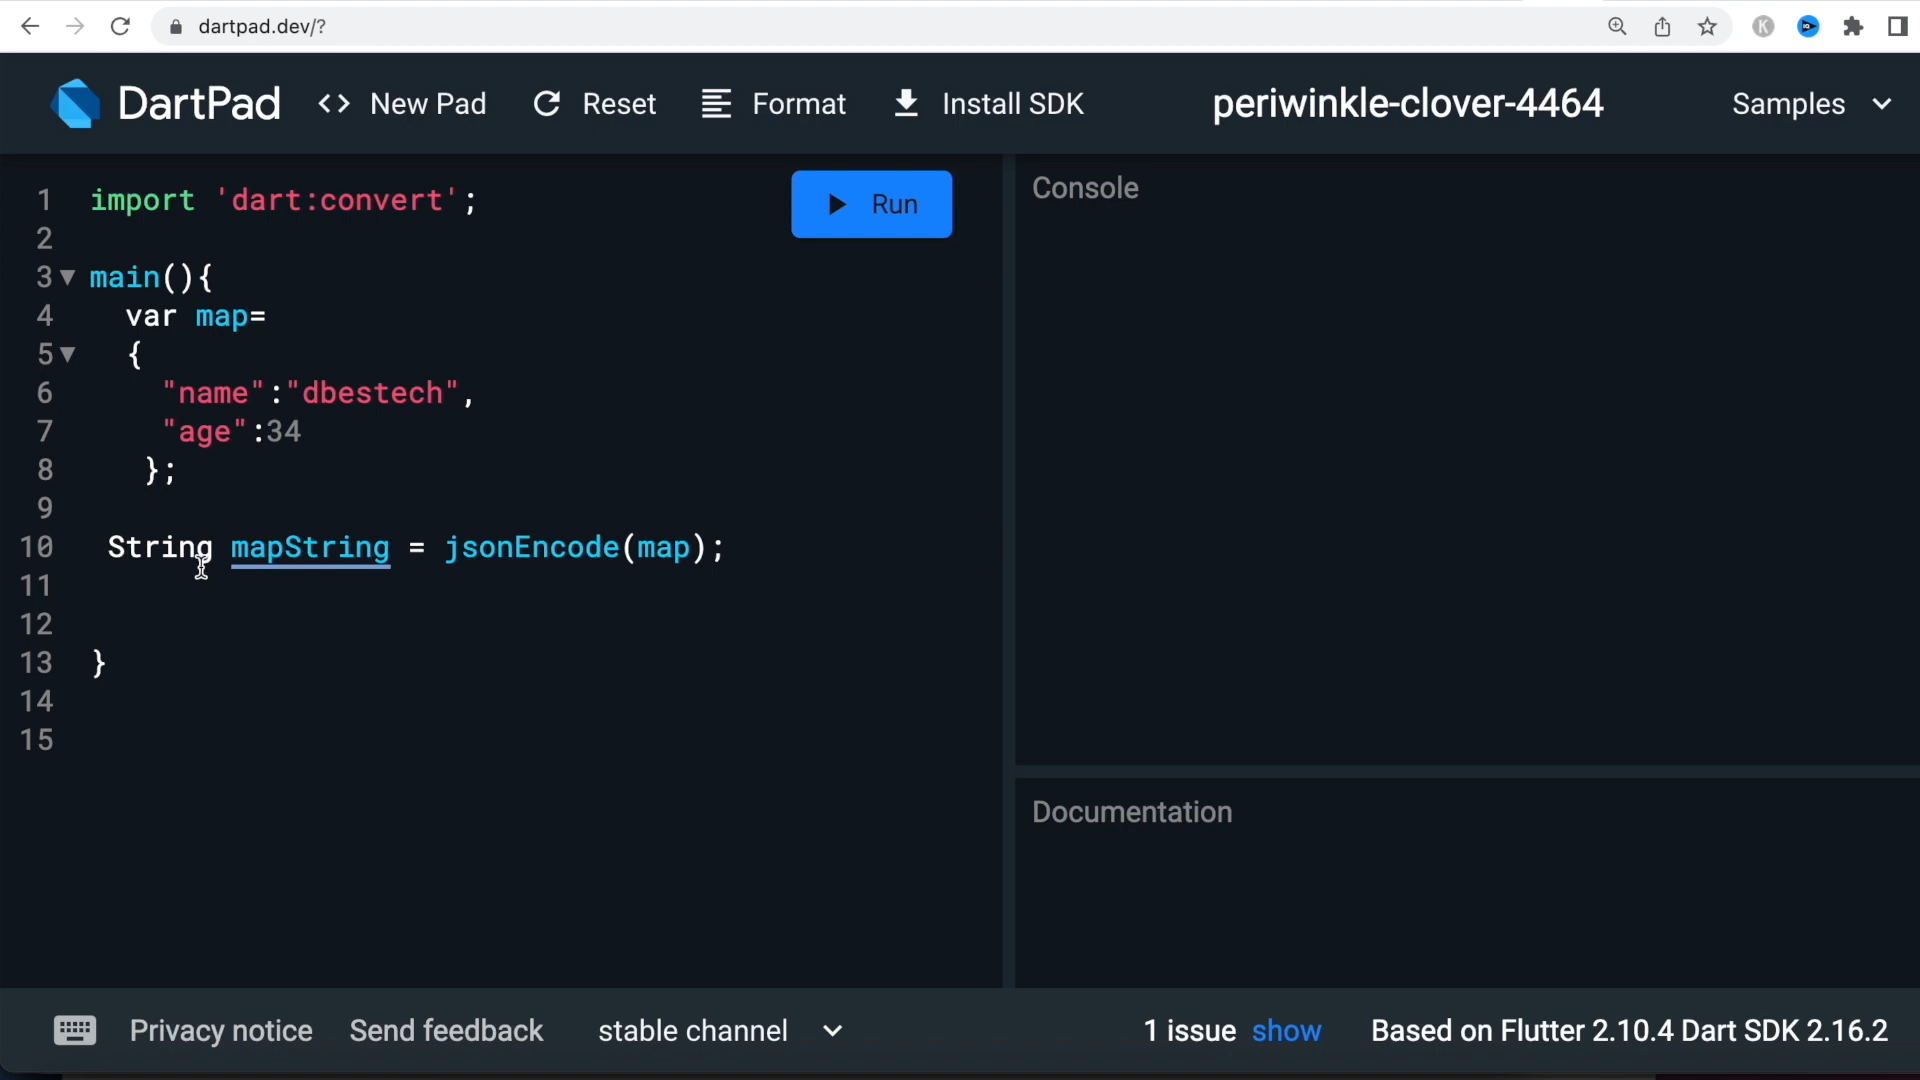 dartpad.dev/?
DartPad <> New Pad Reset Format Install SDK periwinkle-clover-4464 Samples
1 import 'dart:convert';
2
3 main(){
4 var map=
5 {
6 "name":"dbestech",
7 "age":34
8 };
9
10 String mapString = jsonEncode(map);
11
12
13 }
14
15
Run
Console
Documentation
Privacy notice Send feedback stable channel 1 issue show Based on Flutter 2.10.4 Dart SDK 2.16.2